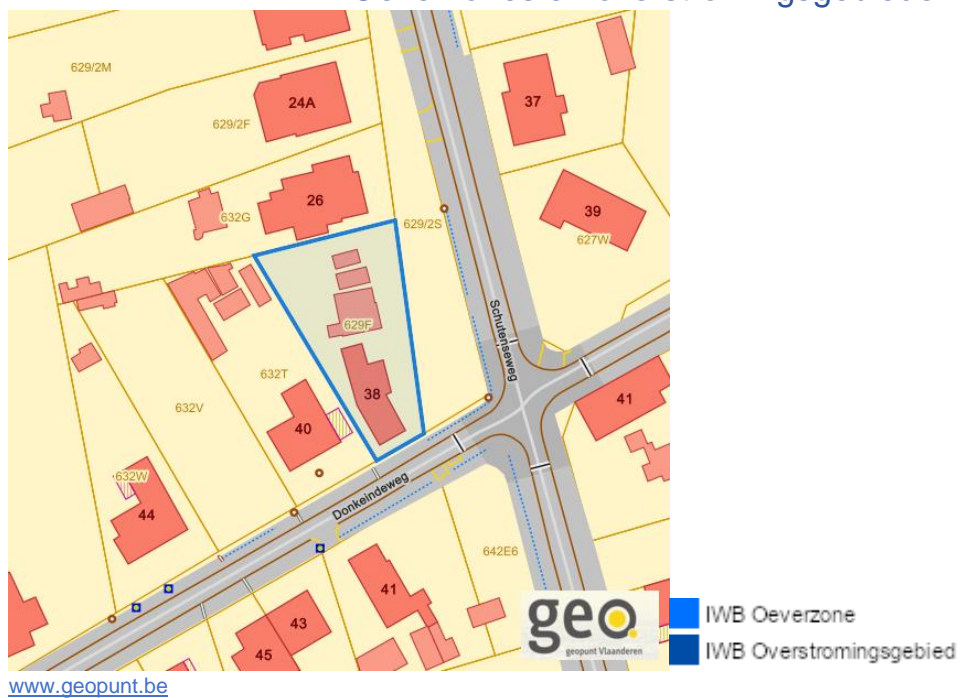 629/2M
24A
37
629/2F
26
39
632G
629/2S
627W
Schutenseweg
629F
632T
38
632V
40
41
632W
44
Donkeindeweg
642E6
41
43
45
geo
geopunt Vlaanderen
IWB Oeverzone
IWB Overstromingsgebied
www.geopunt.be